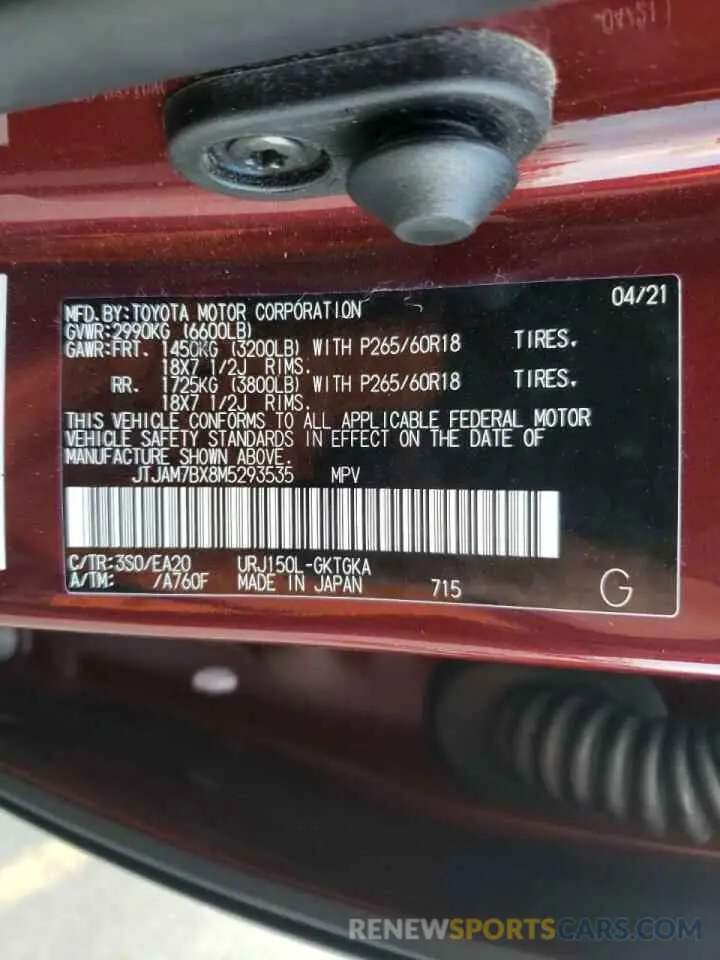 04/21
MFD.BY:TOYOTA MOTOR CORPORATION 04/21
GVWR:2990KG (6600LB)
GAWR:FRT. 1450KG (3200LB) WITH P265/60R18 TIRES.
18X7 1/2J RIMS.
RR. 1725KG (3800LB) WITH P265/60R18 TIRES.
18X7 1/2J RIMS.
THIS VEHICLE CONFORMS TO ALL APPLICABLE FEDERAL MOTOR
VEHICLE SAFETY STANDARDS IN EFFECT ON THE DATE OF
MANUFACTURE SHOWN ABOVE.
JTJAM7BX8M5293535 MPV
C/TR:3S0/EA20 URJ150L-GKTGKA
A/TM: /A760F MADE IN JAPAN 715
G
RENEWSPORTSCARS.COM